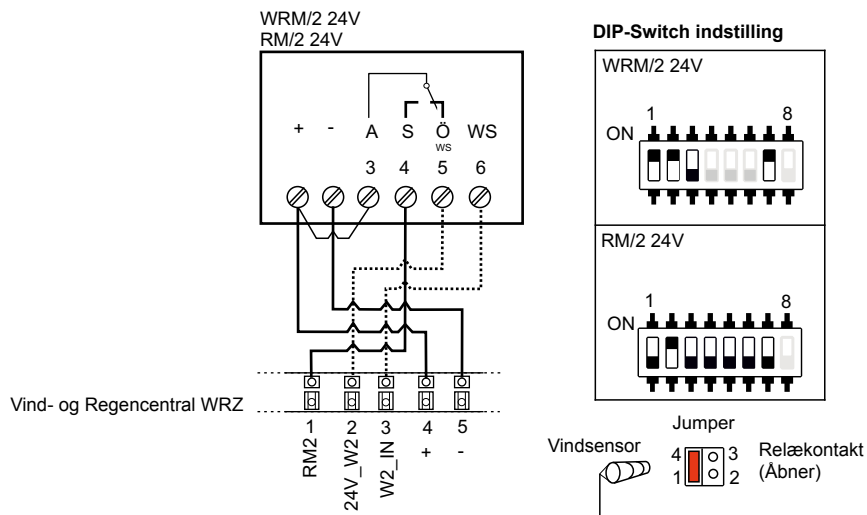 WRM/2 24V
RM/2 24V
+ - A S Ö WS
WS
3 4 5 6
Vind- og Regencentral WRZ
1 2 3 4 5
RM2
24V_W2
W2_IN
+
-
DIP-Switch indstilling
WRM/2 24V
1 8
ON
RM/2 24V
1 8
ON
Jumper
Vindsensor
4 3
1 2
Relækontakt
(Åbner)